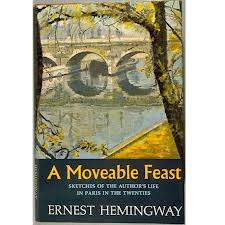 A Moveable Feast
SKETCHES OF THE AUTHOR'S LIFE
IN PARIS IN THE TWENTIES
ERNEST HEMINGWAY